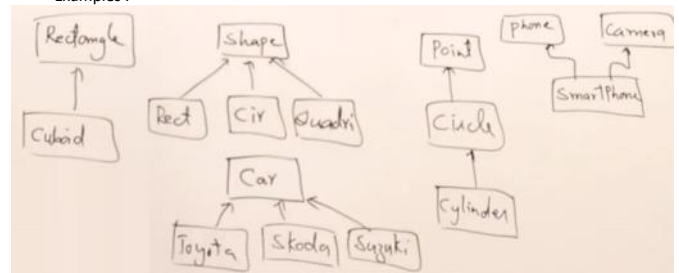 Examples:
Rectangle
Cuboid
Shape
Rect
Cir
Quadri
Car
Toyota
Skoda
Suzuki
Point
Circle
Cylinder
phone
Camera
SmartPhone